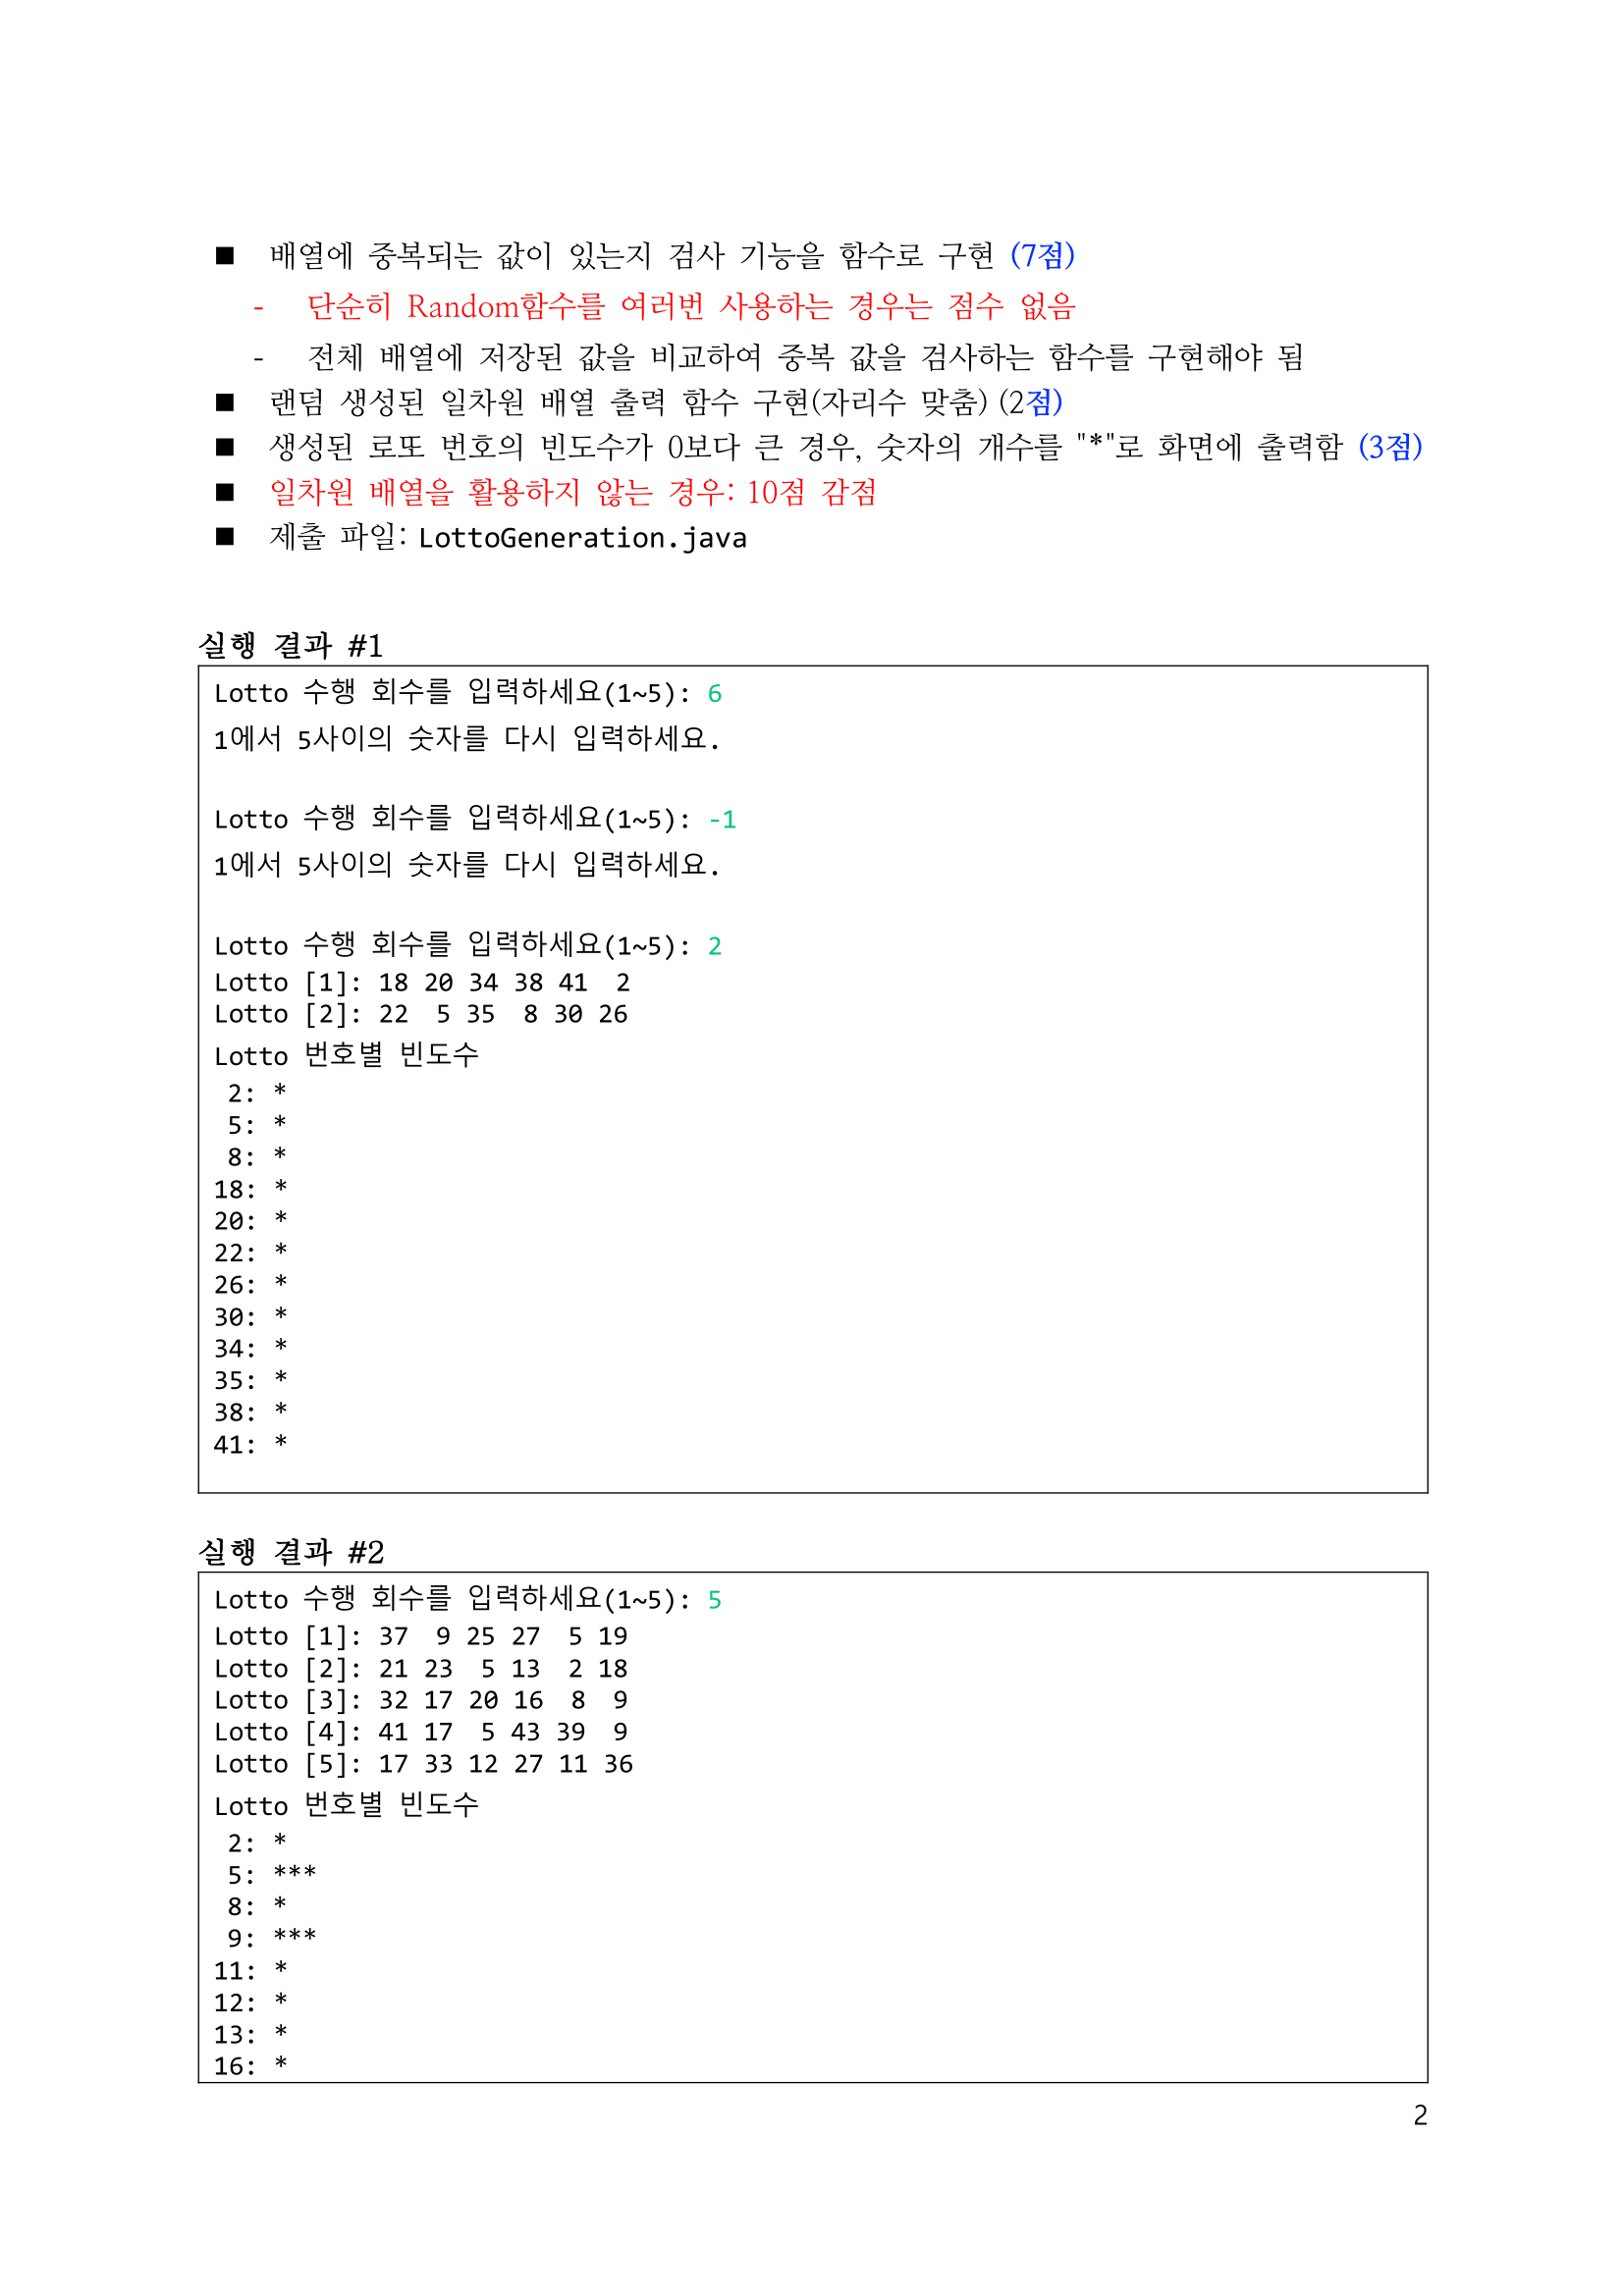 ■ 배열에 중복되는 값이 있는지 검사 기능을 함수로 구현 (7점)
- 단순히 Random함수를 여러번 사용하는 경우는 점수 없음
- 전체 배열에 저장된 값을 비교하여 중복 값을 검사하는 함수를 구현해야 됨
■ 랜덤 생성된 일차원 배열 출력 함수 구현(자리수 맞춤) (2점)
■ 생성된 로또 번호의 빈도수가 0보다 큰 경우, 숫자의 개수를 "*"로 화면에 출력함 (3점)
■ 일차원 배열을 활용하지 않는 경우: 10점 감점
■ 제출 파일: LottoGeneration.java
실행 결과 #1
Lotto 수행 회수를 입력하세요(1~5): 6
1에서 5사이의 숫자를 다시 입력하세요.
Lotto 수행 회수를 입력하세요(1~5): -1
1에서 5사이의 숫자를 다시 입력하세요.
Lotto 수행 회수를 입력하세요(1~5): 2
Lotto [1]: 18 20 34 38 41  2
Lotto [2]: 22  5 35  8 30 26
Lotto 번호별 빈도수
 2: *
 5: *
 8: *
18: *
20: *
22: *
26: *
30: *
34: *
35: *
38: *
41: *
실행 결과 #2
Lotto 수행 회수를 입력하세요(1~5): 5
Lotto [1]: 37  9 25 27  5 19
Lotto [2]: 21 23  5 13  2 18
Lotto [3]: 32 17 20 16  8  9
Lotto [4]: 41 17  5 43 39  9
Lotto [5]: 17 33 12 27 11 36
Lotto 번호별 빈도수
 2: *
 5: ***
 8: *
 9: ***
11: *
12: *
13: *
16: *
2